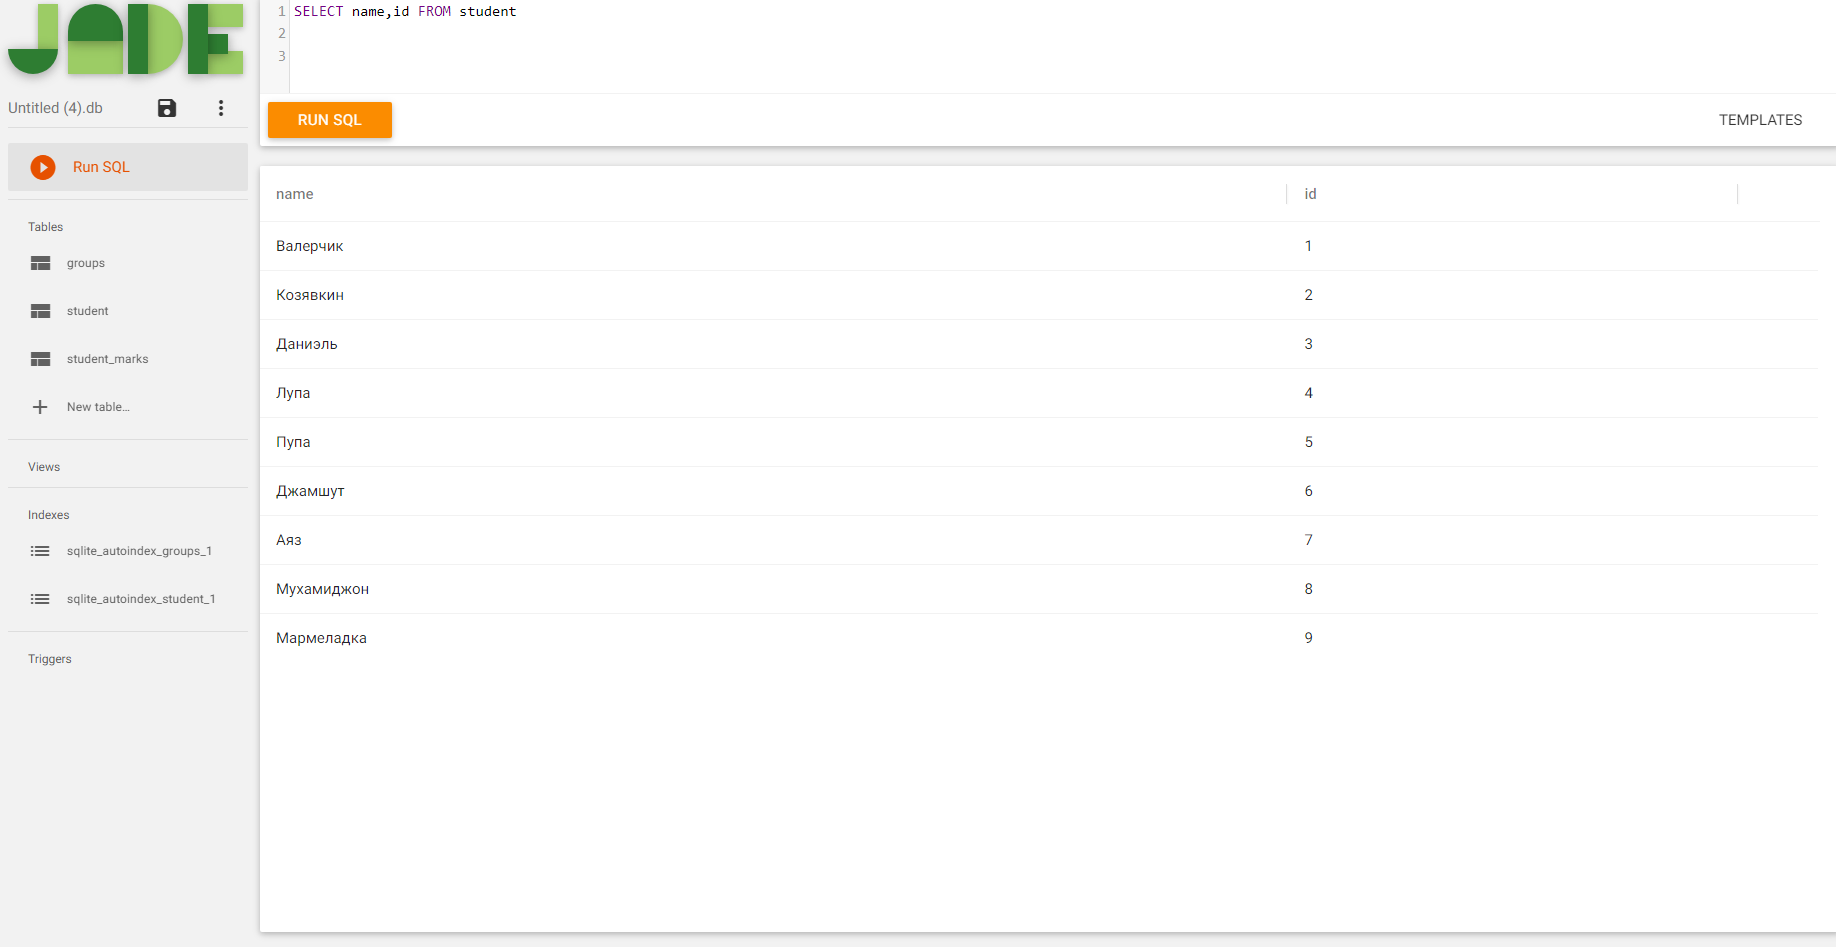 JADE
Untitled (4).db
Run SQL
Tables
groups
student
student_marks
New table...
Views
Indexes
sqlite_autoindex_groups_1
sqlite_autoindex_student_1
Triggers
1 SELECT name,id FROM student
2
3
RUN SQL TEMPLATES
name id
Валерчик 1
Козявкин 2
Даниэль 3
Лупа 4
Пупа 5
Джамшут 6
Аяз 7
Мухамиджон 8
Мармеладка 9